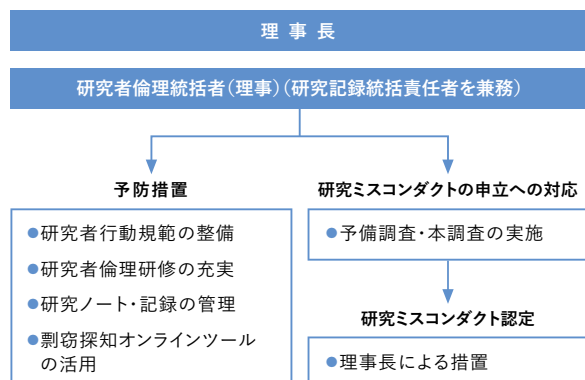 理事長
研究者倫理統括者(理事)(研究記録統括責任者を兼務)
予防措置
●研究者行動規範の整備
●研究者倫理研修の充実
●研究ノート・記録の管理
●剽窃探知オンラインツール
の活用
研究ミスコンダクトの申立への対応
●予備調査・本調査の実施
研究ミスコンダクト認定
●理事長による措置